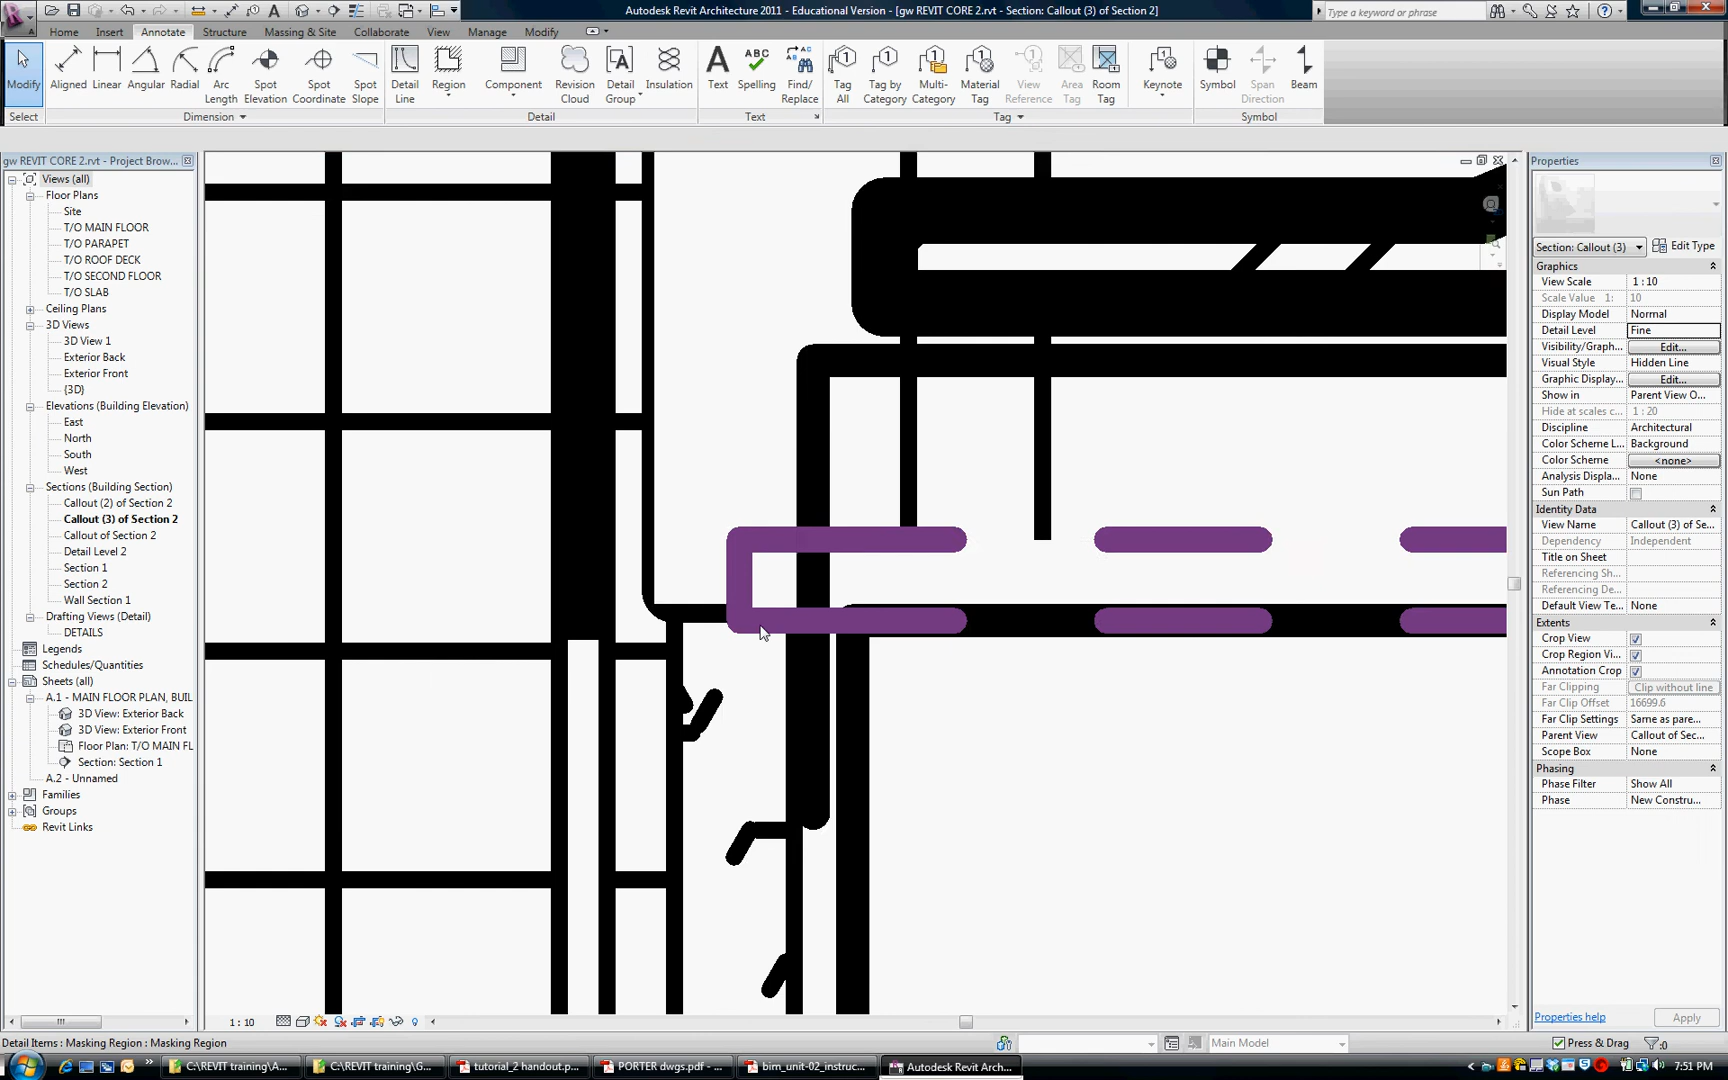 Autodesk Revit Architecture 2011 - Educational Version - [gw REVIT CORE 2.rvt - Section: Callout (3) of Section 2]
Type a keyword or phrase
Home Insert Annotate Structure Massing & Site Collaborate View Manage Modify
Modify Aligned Linear Angular Radial Arc Length Spot Elevation Spot Coordinate Spot Slope Detail Line Region Component Revision Cloud Detail Group Insulation Text Spelling Find/ Replace Tag All Tag by Category Multi- Category Material Tag View Reference Area Tag Room Tag Keynote Symbol Span Direction Beam
Select Dimension Detail Text Tag Symbol
gw REVIT CORE 2.rvt - Project Brow...
Views (all)
Floor Plans
Site
T/O MAIN FLOOR
T/O PARAPET
T/O ROOF DECK
T/O SECOND FLOOR
T/O SLAB
Ceiling Plans
3D Views
3D View 1
Exterior Back
Exterior Front
{3D}
Elevations (Building Elevation)
East
North
South
West
Sections (Building Section)
Callout (2) of Section 2
Callout (3) of Section 2
Callout of Section 2
Detail Level 2
Section 1
Section 2
Wall Section 1
Drafting Views (Detail)
DETAILS
Legends
Schedules/Quantities
Sheets (all)
A.1 - MAIN FLOOR PLAN, BUIL
3D View: Exterior Back
3D View: Exterior Front
Floor Plan: T/O MAIN FL
Section: Section 1
A.2 - Unnamed
Families
Groups
Revit Links
Properties
Section: Callout (3) Edit Type
Graphics
View Scale 1 : 10
Scale Value 1: 10
Display Model Normal
Detail Level Fine
Visibility/Graph... Edit...
Visual Style Hidden Line
Graphic Display... Edit...
Show in Parent View O...
Hide at scales c... 1 : 20
Discipline Architectural
Color Scheme L... Background
Color Scheme <none>
Analysis Displa... None
Sun Path
Identity Data
View Name Callout (3) of Se...
Dependency Independent
Title on Sheet
Referencing She...
Referencing De...
Default View Te... None
Extents
Crop View
Crop Region Vi...
Annotation Crop
Far Clipping Clip without line
Far Clip Offset 16699.6
Far Clip Settings Same as pare...
Parent View Callout of Sec...
Scope Box None
Phasing
Phase Filter Show All
Phase New Constru...
Properties help Apply
1 : 10
Detail Items : Masking Region : Masking Region
Main Model
Press & Drag
:0
C:\REVIT training\A...
C:\REVIT training\G...
tutorial_2 handout.p...
PORTER dwgs.pdf - ...
bim_unit-02_instruc...
Autodesk Revit Arch...
7:51 PM